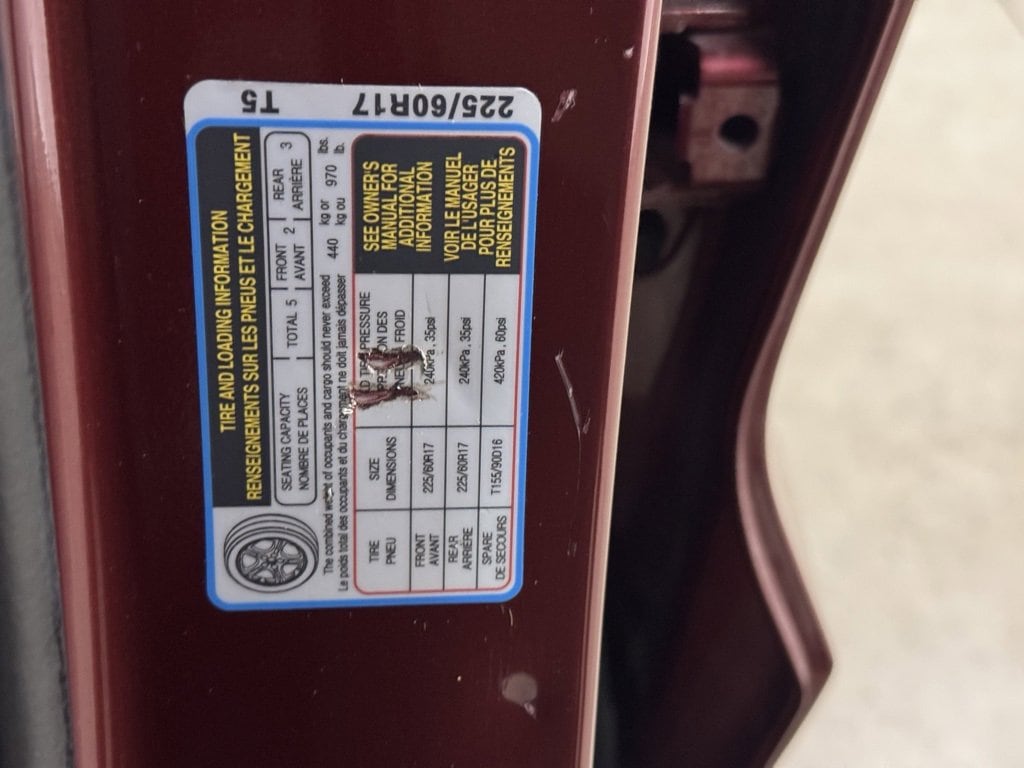 TIRE AND LOADING INFORMATION
RENSEIGNEMENTS SUR LES PNEUS ET LE CHARGEMENT
SEATING CAPACITY
NOMBRE DE PLACES
TOTAL 5
FRONT
AVANT
2
REAR
ARRIÈRE
3
The combined weight of occupants and cargo should never exceed 440 kg or 970 lbs.
Le poids total des occupants et du chargement ne doit jamais dépasser kg ou lb.
TIRE
PNEU
SIZE
DIMENSIONS
PRESSURE
DES
FROID
FRONT
AVANT
225/60R17
240kPa, 35psi
REAR
ARRIÈRE
225/60R17
240kPa, 35psi
SPARE
DE SECOURS
T155/90D16
420kPa, 60psi
SEE OWNER'S
MANUAL FOR
ADDITIONAL
INFORMATION
VOIR LE MANUEL
DE L'USAGER
POUR PLUS DE
RENSEIGNEMENTS
225/60R17 T5